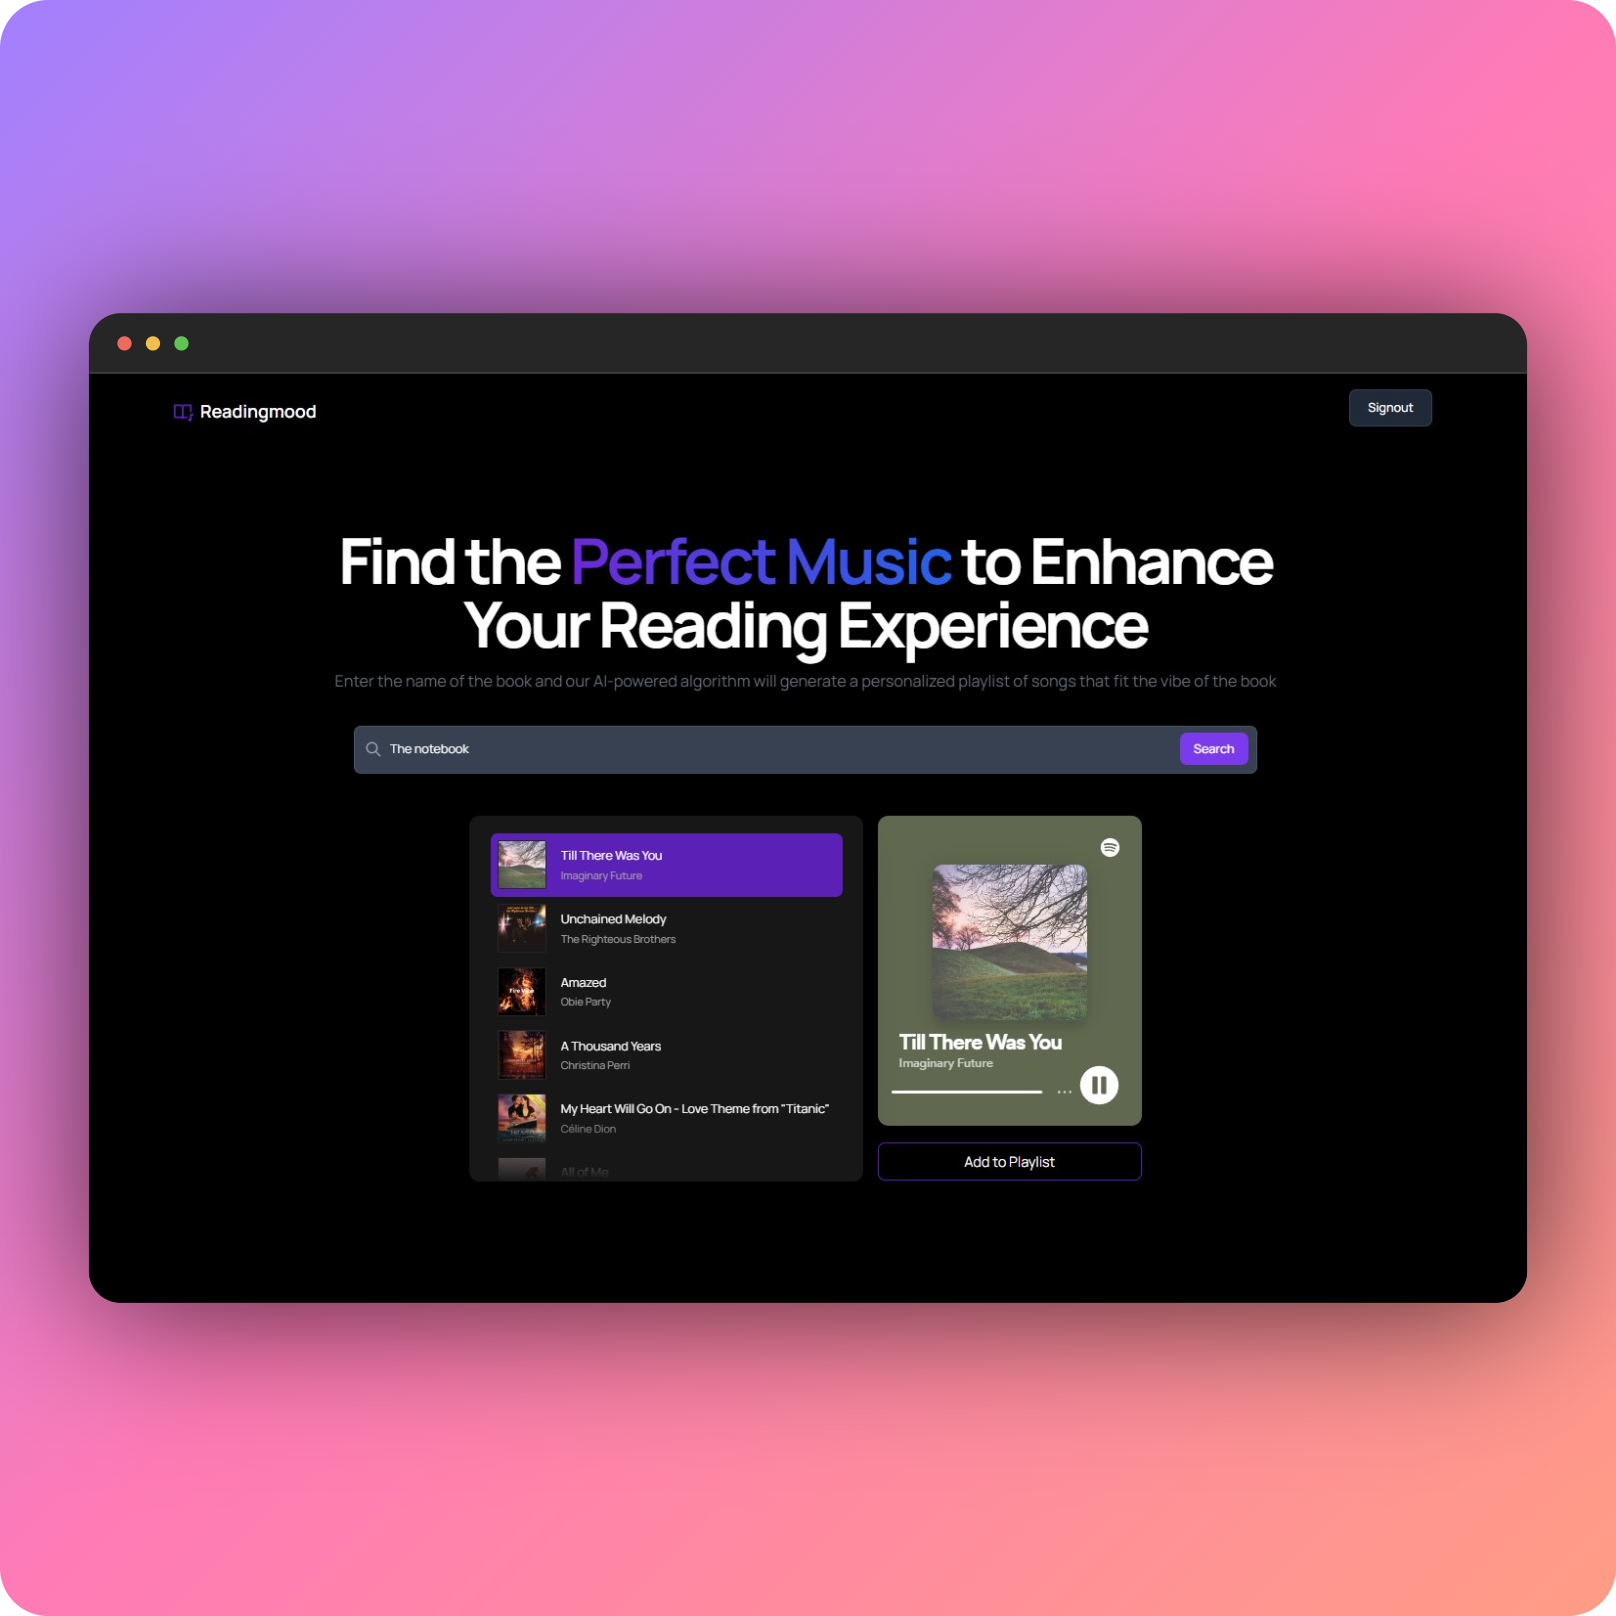 Readingmood
Signout
Find the Perfect Music to Enhance
Your Reading Experience
Enter the name of the book and our AI-powered algorithm will generate a personalized playlist of songs that fit the vibe of the book
The notebook
Search
Till There Was You
Imaginary Future
Unchained Melody
The Righteous Brothers
Amazed
Obie Party
A Thousand Years
Christina Perri
My Heart Will Go On - Love Theme from "Titanic"
Céline Dion
All of Me
Till There Was You
Imaginary Future
Add to Playlist